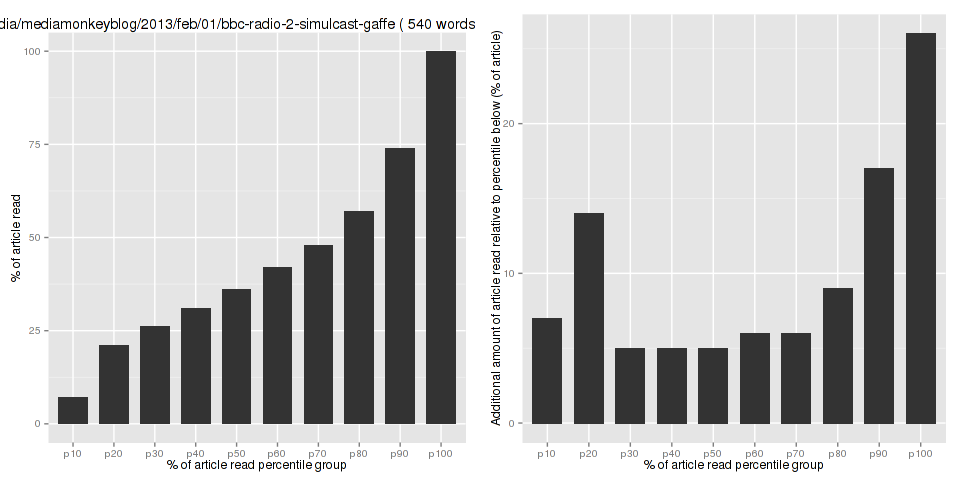 dia/mediamonkeyblog/2013/feb/01/bbc-radio-2-simulcast-gaffe ( 540 words
% of article read
100
75
50
25
0
p10 p20 p30 p40 p50 p60 p70 p80 p90 p100
% of article read percentile group
Additional amount of article read relative to percentile below (% of article)
20
10
0
p10 p20 p30 p40 p50 p60 p70 p80 p90 p100
% of article read percentile group